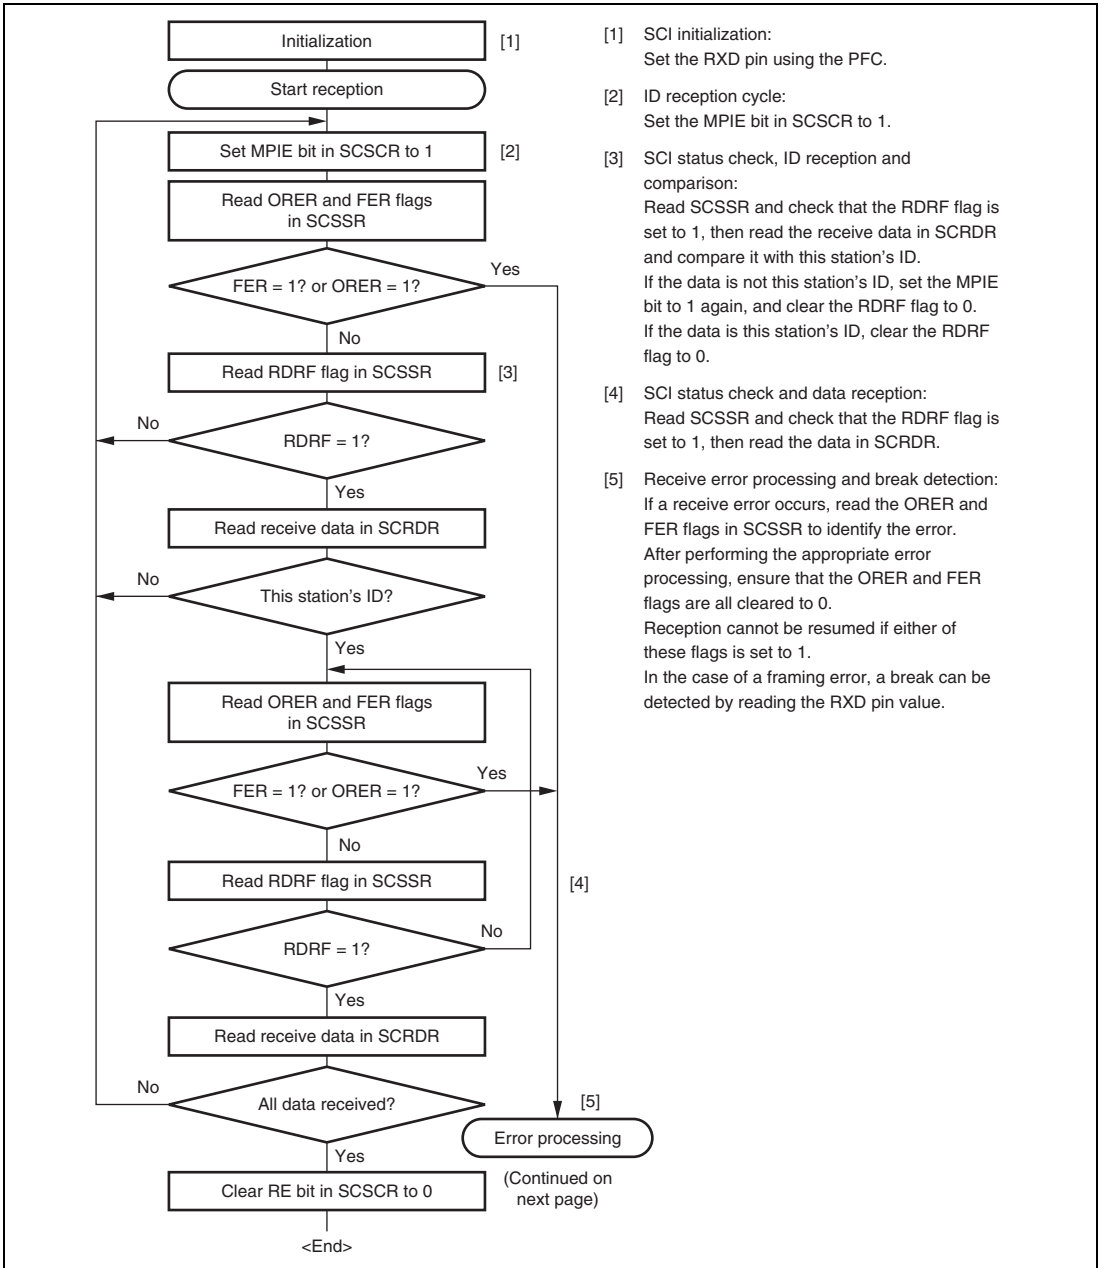 Initialization
[1]
Start reception
Set MPIE bit in SCSCR to 1
[2]
Read ORER and FER flags
in SCSSR
FER = 1? or ORER = 1?
Yes
No
Read RDRF flag in SCSSR
[3]
No
RDRF = 1?
Yes
Read receive data in SCRDR
No
This station's ID?
Yes
Read ORER and FER flags
in SCSSR
FER = 1? or ORER = 1?
Yes
No
Read RDRF flag in SCSSR
[4]
RDRF = 1?
No
Yes
Read receive data in SCRDR
No
All data received?
[5]
Error processing
(Continued on
next page)
Yes
Clear RE bit in SCSCR to 0
<End>
[1] SCI initialization:
Set the RXD pin using the PFC.
[2] ID reception cycle:
Set the MPIE bit in SCSCR to 1.
[3] SCI status check, ID reception and
comparison:
Read SCSSR and check that the RDRF flag is
set to 1, then read the receive data in SCRDR
and compare it with this station's ID.
If the data is not this station's ID, set the MPIE
bit to 1 again, and clear the RDRF flag to 0.
If the data is this station's ID, clear the RDRF
flag to 0.
[4] SCI status check and data reception:
Read SCSSR and check that the RDRF flag is
set to 1, then read the data in SCRDR.
[5] Receive error processing and break detection:
If a receive error occurs, read the ORER and
FER flags in SCSSR to identify the error.
After performing the appropriate error
processing, ensure that the ORER and FER
flags are all cleared to 0.
Reception cannot be resumed if either of
these flags is set to 1.
In the case of a framing error, a break can be
detected by reading the RXD pin value.